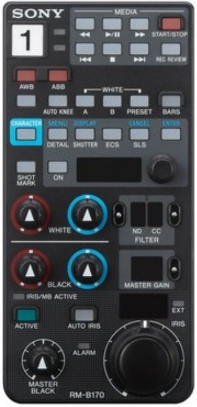 SONY
MEDIA
1
START/STOP
REC REVIEW
AWB ABB
WHITE
AUTO KNEE A B PRESET BARS
CHARACTER MENU DISPLAY CANCEL ENTER
DETAIL SHUTTER ECS SLS
SHOT MARK
ON
WHITE
ND CC
FILTER
BLACK
MASTER GAIN
IRIS/MB ACTIVE
EXT
ACTIVE AUTO IRIS IRIS
ALARM
MASTER BLACK
RM-B170